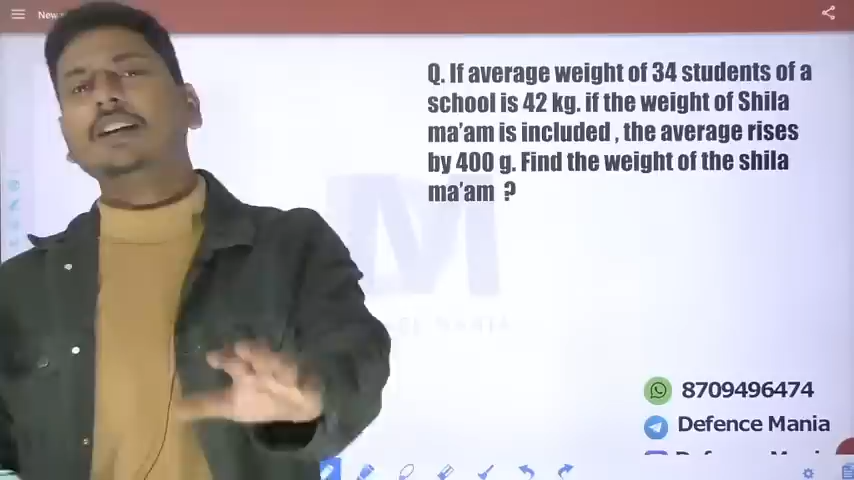 New
Q. If average weight of 34 students of a
school is 42 kg. if the weight of Shila
ma'am is included , the average rises
by 400 g. Find the weight of the shila
ma'am ?
8709496474
Defence Mania